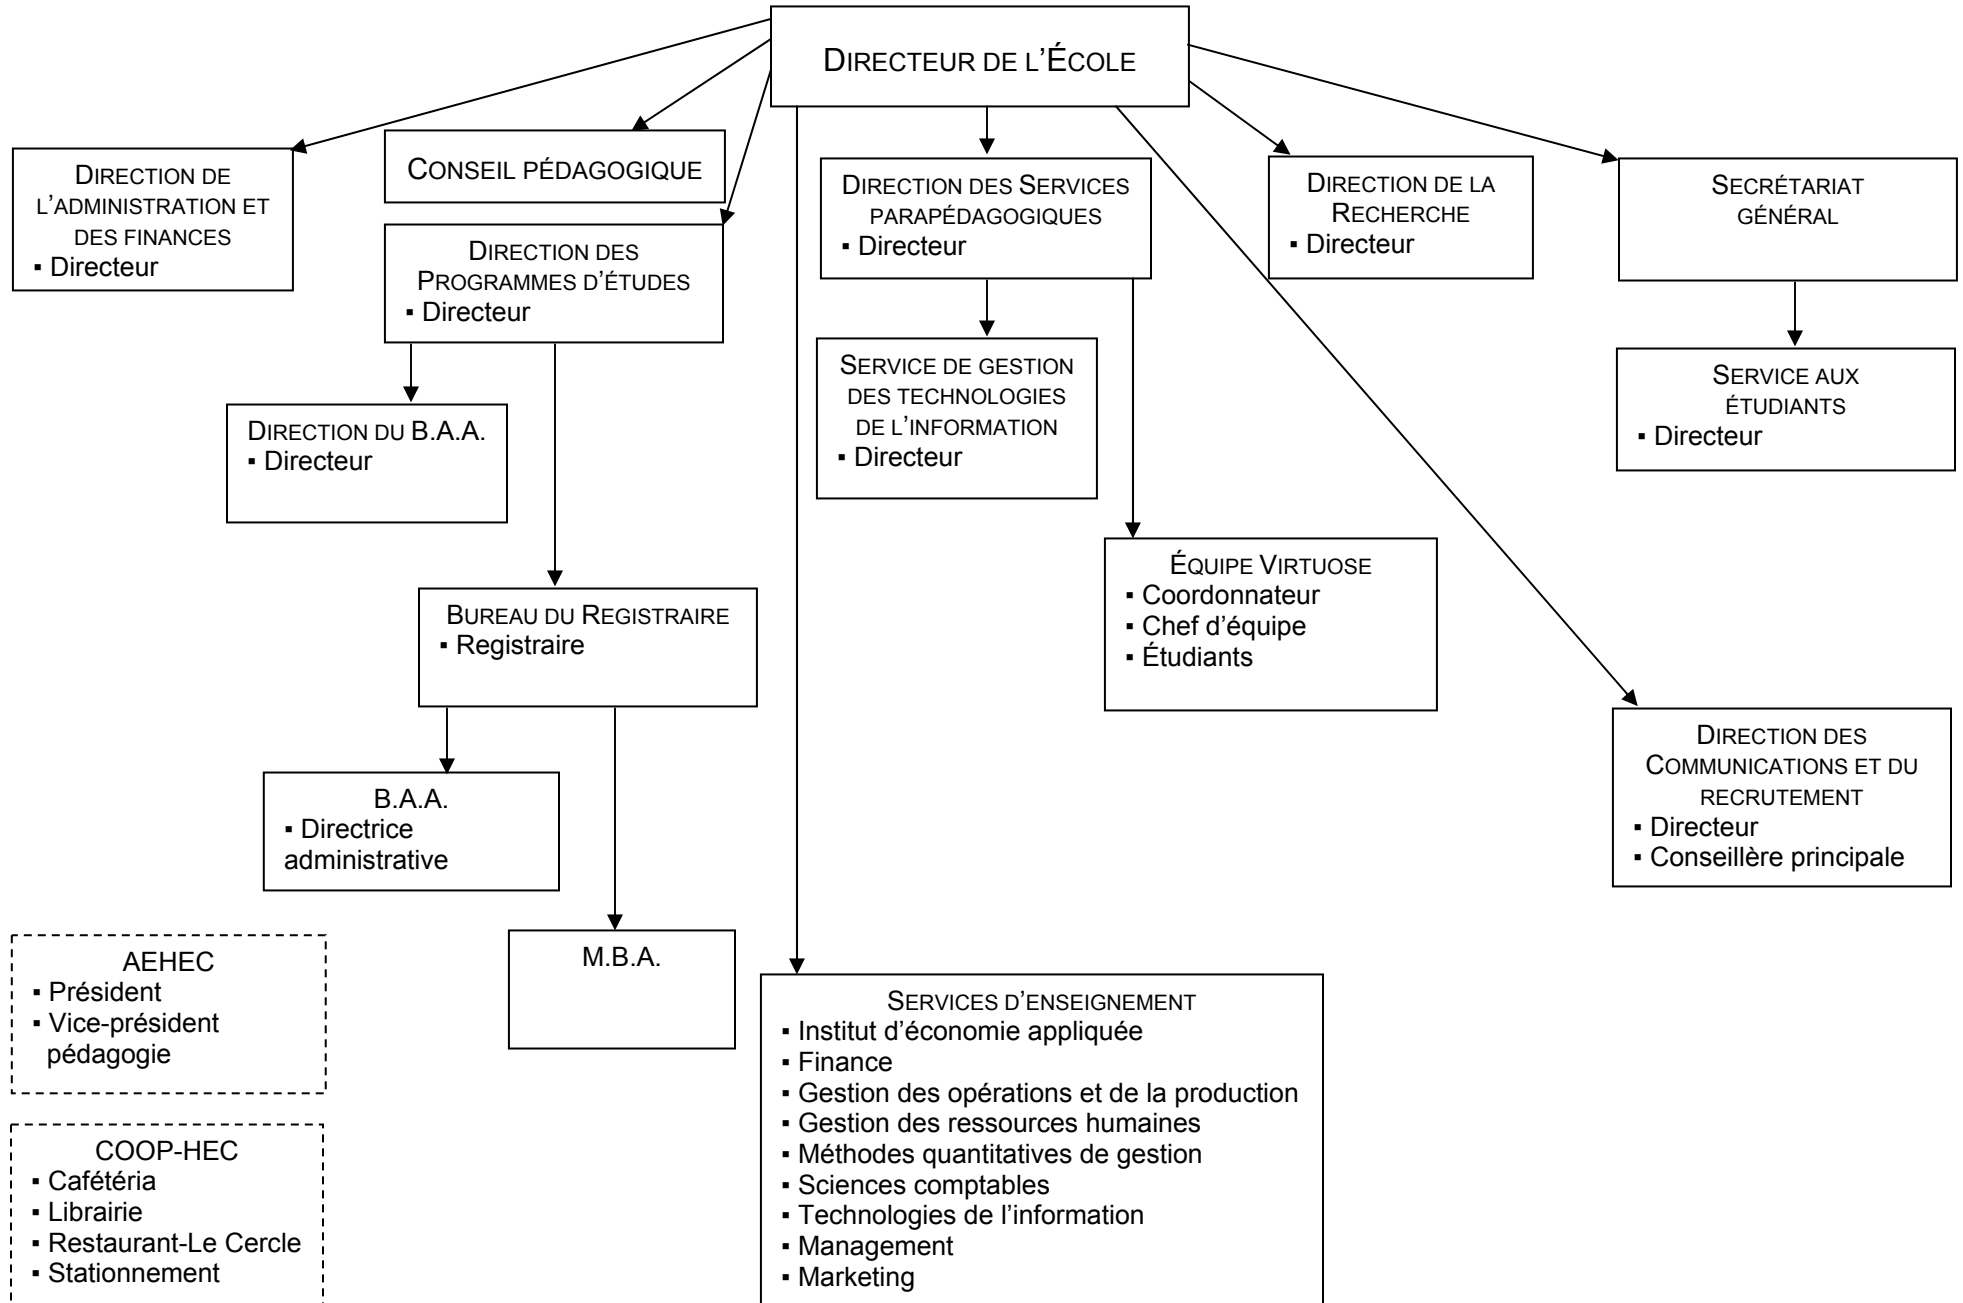 DIRECTEUR DE L’ÉCOLE
DIRECTION DE
L’ADMINISTRATION ET
DES FINANCES
▪ Directeur
CONSEIL PÉDAGOGIQUE
DIRECTION DES
PROGRAMMES D’ÉTUDES
▪ Directeur
DIRECTION DES SERVICES
PARAPÉDAGOGIQUES
▪ Directeur
DIRECTION DE LA
RECHERCHE
▪ Directeur
SECRÉTARIAT
GÉNÉRAL
DIRECTION DU B.A.A.
▪ Directeur
SERVICE DE GESTION
DES TECHNOLOGIES
DE L’INFORMATION
▪ Directeur
SERVICE AUX
ÉTUDIANTS
▪ Directeur
BUREAU DU REGISTRAIRE
▪ Registraire
ÉQUIPE VIRTUOSE
▪ Coordonnateur
▪ Chef d’équipe
▪ Étudiants
DIRECTION DES
COMMUNICATIONS ET DU
RECRUTEMENT
▪ Directeur
▪ Conseillère principale
B.A.A.
▪ Directrice
administrative
M.B.A.
AEHEC
▪ Président
▪ Vice-président
pédagogie
COOP-HEC
▪ Cafétéria
▪ Librairie
▪ Restaurant-Le Cercle
▪ Stationnement
SERVICES D’ENSEIGNEMENT
▪ Institut d’économie appliquée
▪ Finance
▪ Gestion des opérations et de la production
▪ Gestion des ressources humaines
▪ Méthodes quantitatives de gestion
▪ Sciences comptables
▪ Technologies de l’information
▪ Management
▪ Marketing